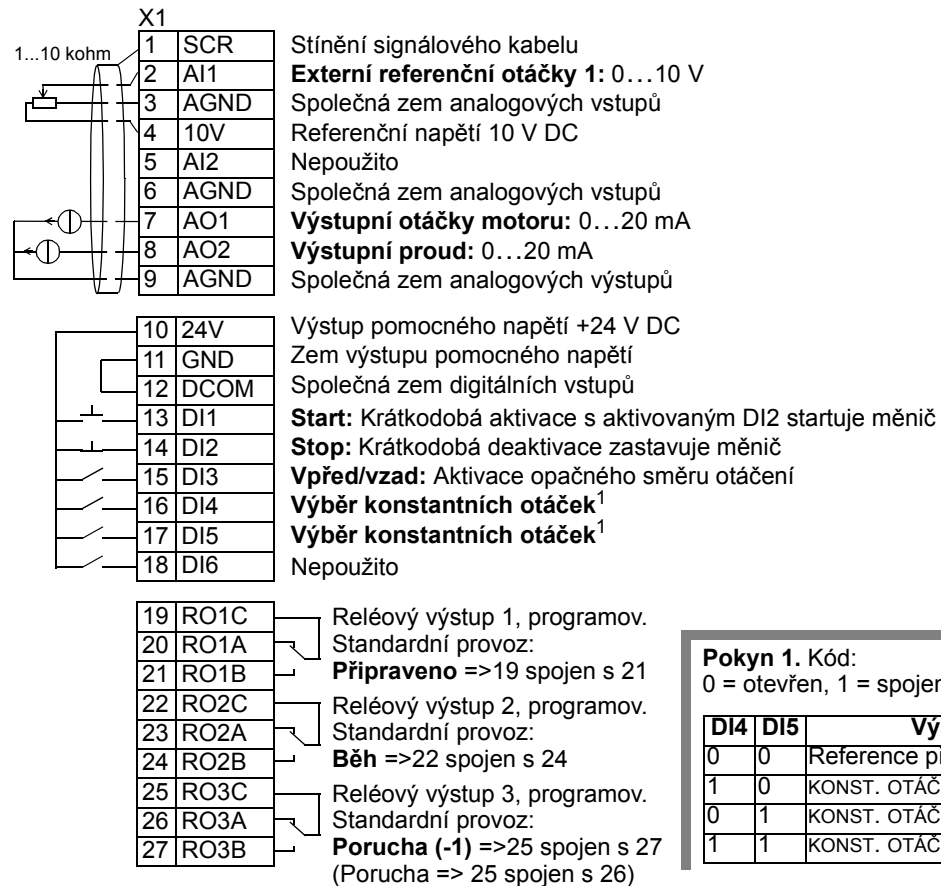 X1
1...10 kohm
1 SCR Stínění signálového kabelu
2 AI1 Externí referenční otáčky 1: 0…10 V
3 AGND Společná zem analogových vstupů
4 10V Referenční napětí 10 V DC
5 AI2 Nepoužito
6 AGND Společná zem analogových vstupů
7 AO1 Výstupní otáčky motoru: 0…20 mA
8 AO2 Výstupní proud: 0…20 mA
9 AGND Společná zem analogových výstupů
10 24V Výstup pomocného napětí +24 V DC
11 GND Zem výstupu pomocného napětí
12 DCOM Společná zem digitálních vstupů
13 DI1 Start: Krátkodobá aktivace s aktivovaným DI2 startuje měnič
14 DI2 Stop: Krátkodobá deaktivace zastavuje měnič
15 DI3 Vpřed/vzad: Aktivace opačného směru otáčení
16 DI4 Výběr konstantních otáček1
17 DI5 Výběr konstantních otáček1
18 DI6 Nepoužito
19 RO1C Reléový výstup 1, programov.
20 RO1A Standardní provoz:
21 RO1B Připraveno =>19 spojen s 21
22 RO2C Reléový výstup 2, programov.
23 RO2A Standardní provoz:
24 RO2B Běh =>22 spojen s 24
25 RO3C Reléový výstup 3, programov.
26 RO3A Standardní provoz:
27 RO3B Porucha (-1) =>25 spojen s 27
(Porucha => 25 spojen s 26)
Pokyn 1. Kód:
0 = otevřen, 1 = spojen
DI4 DI5
0 0 Reference
1 0 KONST.
0 1 KONST.
1 1 KONST.